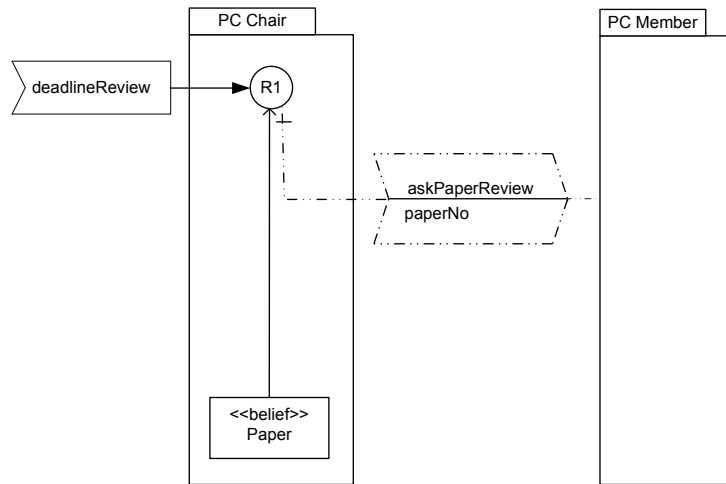 PC Chair
PC Member
deadlineReview
R1
askPaperReview
paperNo
<<belief>>
Paper